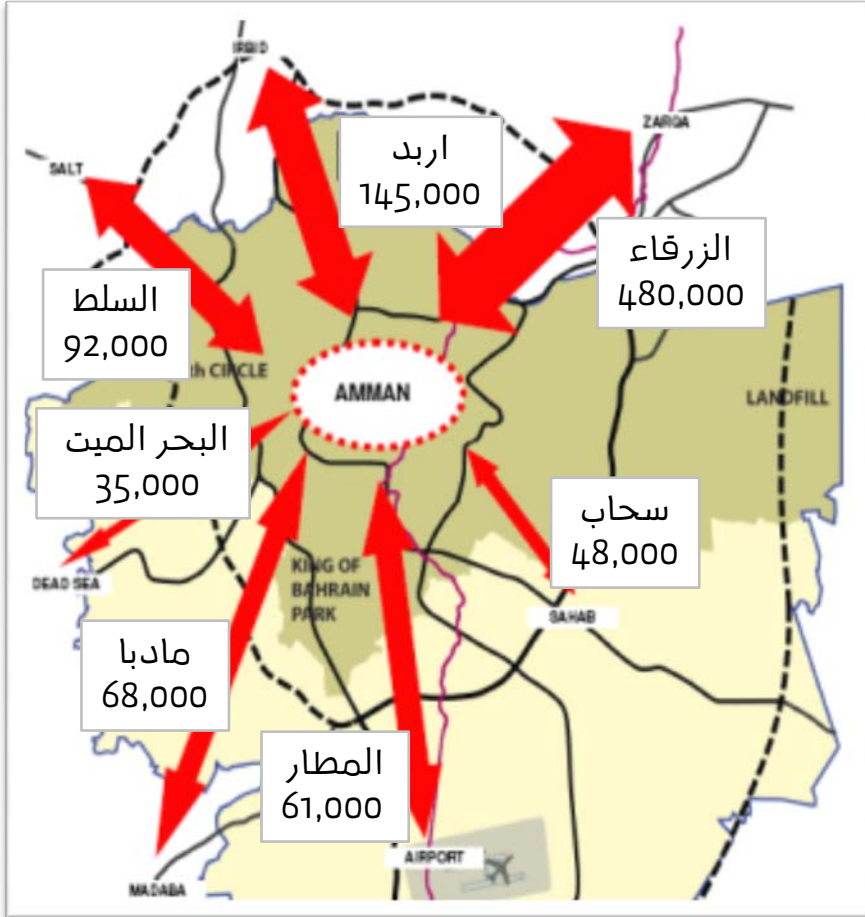 IRBID
ZARQA
SALT
اربد
145,000
الزرقاء
480,000
السلط
92,000
th CIRCLE
AMMAN
LANDFILL
البحر الميت
35,000
سحاب
48,000
DEAD SEA
KING OF
BAHRAIN
PARK
SAHAB
مادبا
68,000
المطار
61,000
AIRPORT
MADABA